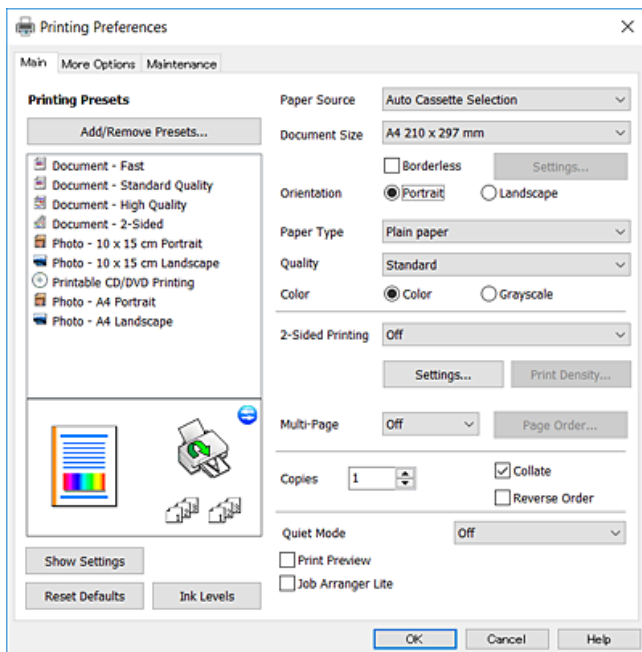 Printing Preferences
Main More Options Maintenance
Printing Presets
Add/Remove Presets...
Document - Fast
Document - Standard Quality
Document - High Quality
Document - 2-Sided
Photo - 10 x 15 cm Portrait
Photo - 10 x 15 cm Landscape
Printable CD/DVD Printing
Photo - A4 Portrait
Photo - A4 Landscape
Show Settings
Reset Defaults Ink Levels
Paper Source Auto Cassette Selection
Document Size A4 210 x 297 mm
Borderless Settings...
Orientation Portrait Landscape
Paper Type Plain paper
Quality Standard
Color Color Grayscale
2-Sided Printing Off
Settings... Print Density...
Multi-Page Off Page Order...
Copies 1 Collate
Reverse Order
Quiet Mode Off
Print Preview
Job Arranger Lite
OK Cancel Help